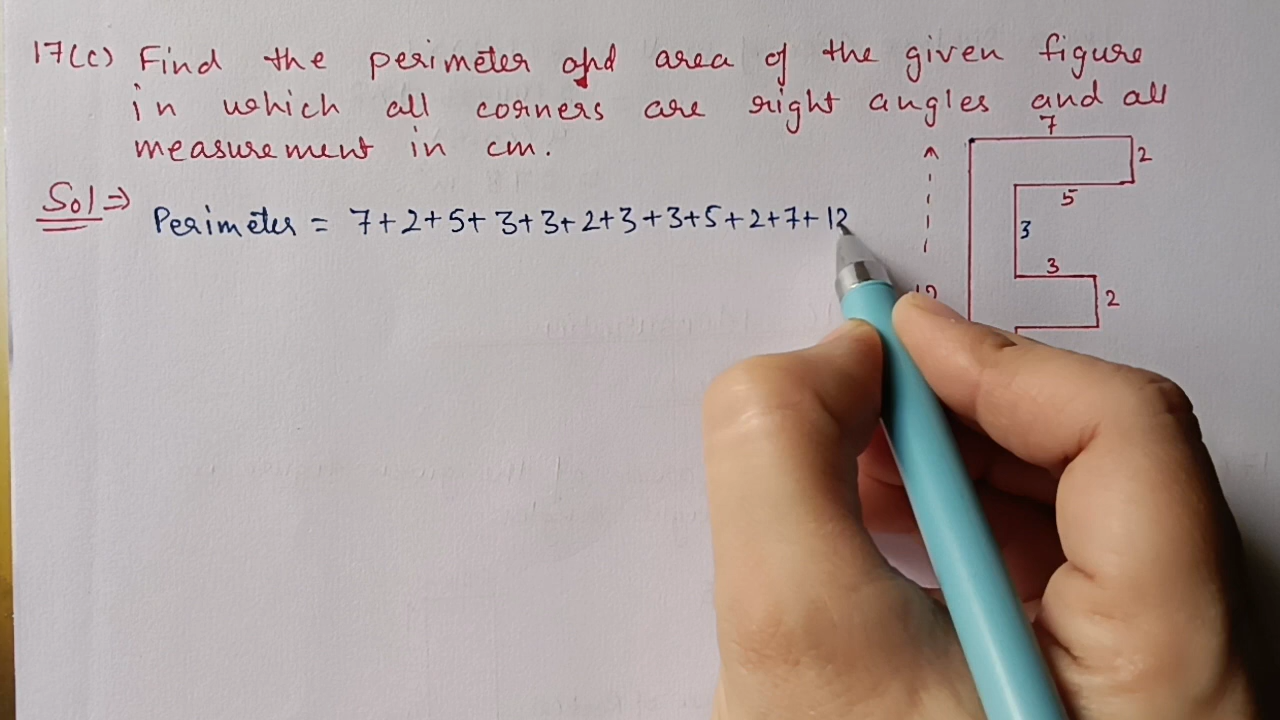 17(c) Find the perimeter and area of the given figure
in which all corners are right angles and all
measurement in cm.
7
2
5
3
3
2
12
Sol ⇒
Perimeter = 7+2+5+3+3+2+3+3+5+2+7+12